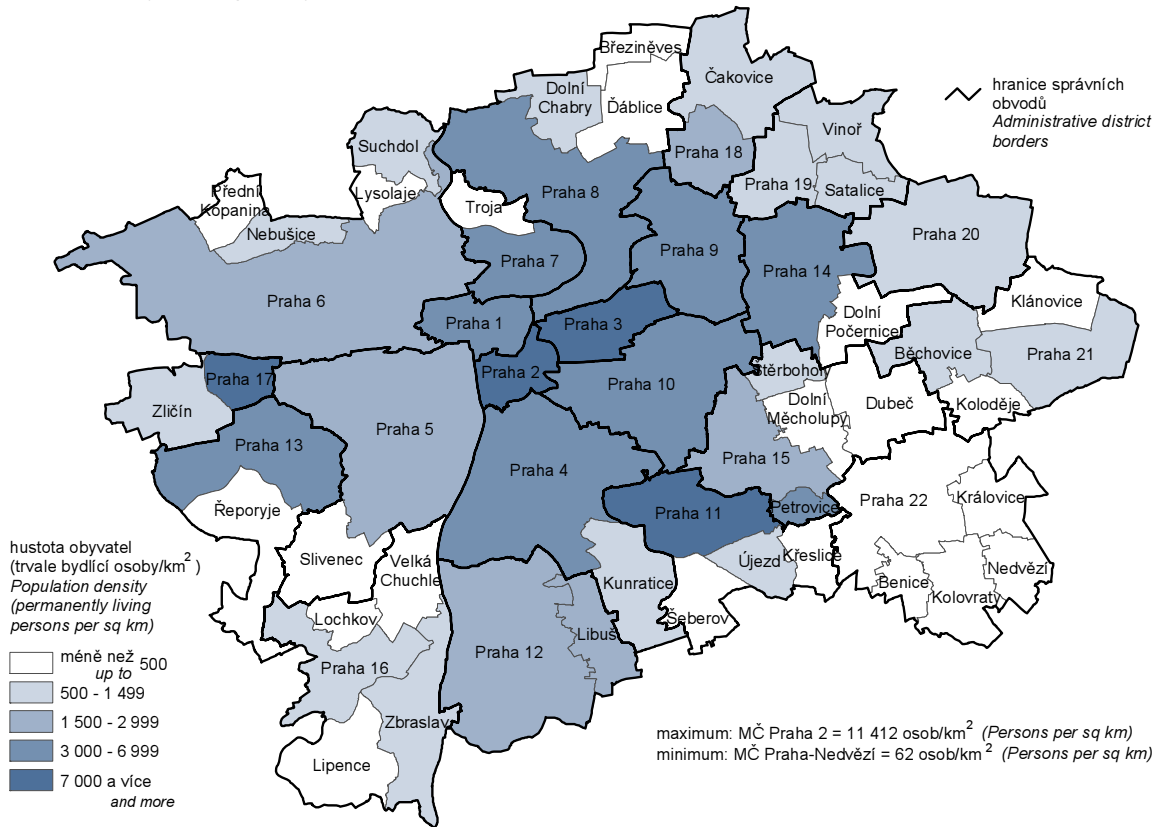 Březiněves
Čakovice
Dolní
Chabry
Ďáblice
hranice správních
obvodů
Administrative district
borders
Vinoř
Suchdol
Praha 18
Přední
Kopanina
Lysolaje
Praha 8
Praha 19
Satalice
Troja
Nebušice
Praha 20
Praha 7
Praha 9
Praha 14
Praha 6
Klánovice
Dolní
Počernice
Praha 1
Praha 3
Běchovice
Praha 21
Štěrboholy
Praha 17
Praha 2
Praha 10
Dolní
Měcholupy
Dubeč
Koloděje
Zličín
Praha 5
Praha 13
Praha 15
Praha 4
Praha 22
Královice
Řeporyje
Praha 11
Petrovice
Slivenec
Velká
Chuchle
Újezd
Křeslice
Nedvězí
Kunratice
Benice
Kolovraty
Lochkov
Šeberov
Libuš
Praha 12
Praha 16
Zbraslav
Lipence
hustota obyvatel
(trvale bydlící osoby/km²)
Population density
(permanently living
persons per sq km)
méně než
up to 500
500 - 1 499
1 500 - 2 999
3 000 - 6 999
7 000 a více
and more
maximum: MČ Praha 2 = 11 412 osob/km² (Persons per sq km)
minimum: MČ Praha-Nedvězí = 62 osob/km² (Persons per sq km)